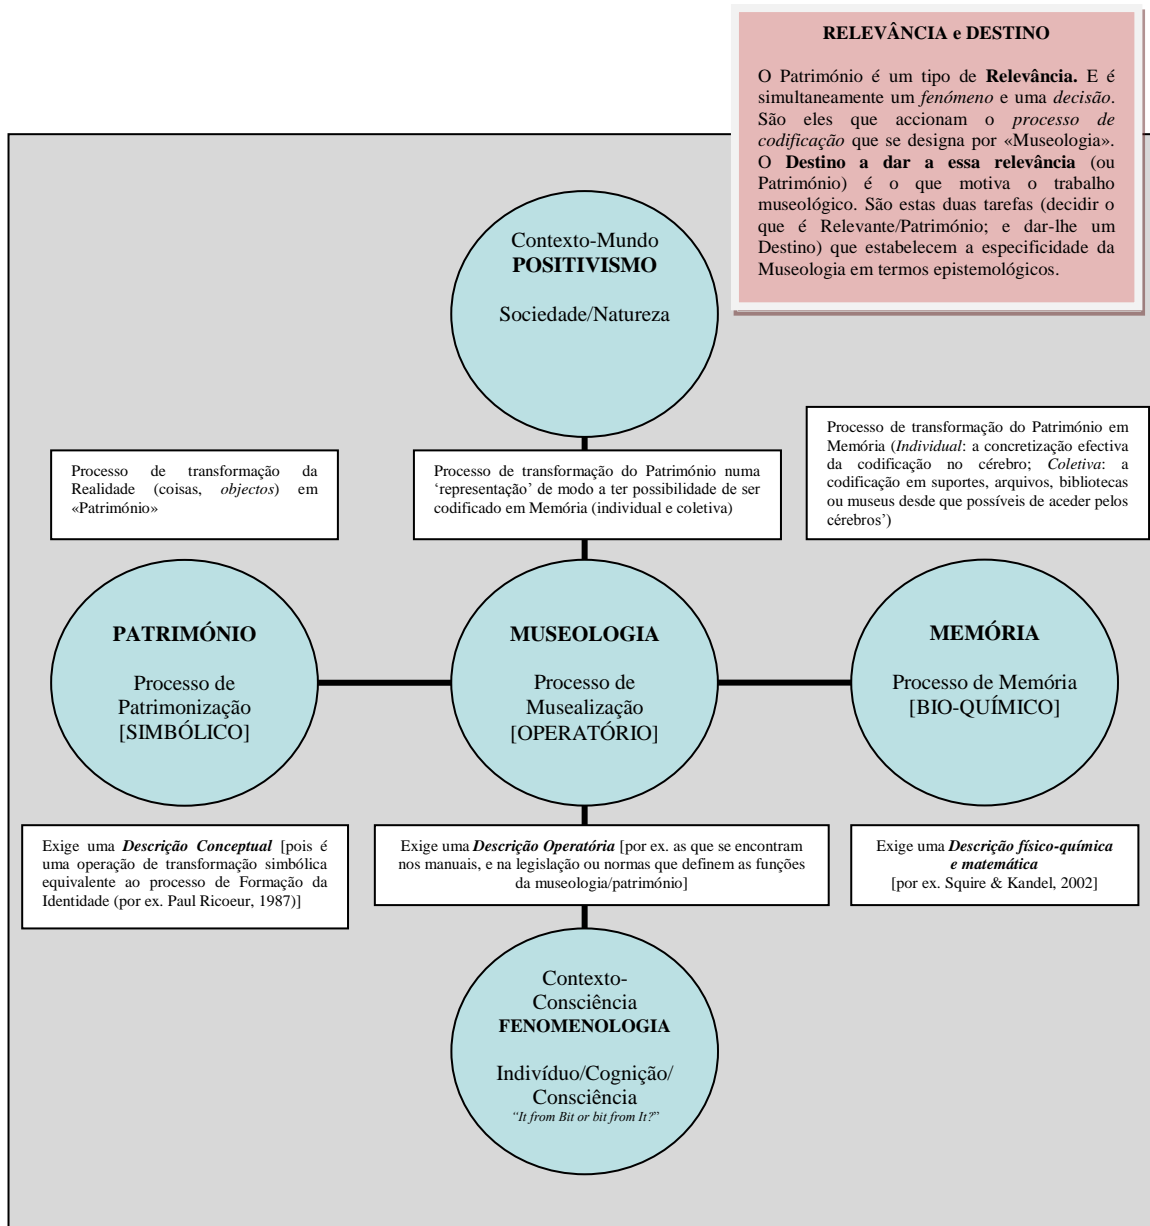 RELEVÂNCIA e DESTINO
O Património é um tipo de Relevância. E é
simultaneamente um fenómeno e uma decisão.
São eles que accionam o processo de
codificação que se designa por «Museologia».
O Destino a dar a essa relevância (ou
Património) é o que motiva o trabalho
museológico. São estas duas tarefas (decidir o
que é Relevante/Património; e dar-lhe um
Destino) que estabelecem a especificidade da
Museologia em termos epistemológicos.
Contexto-Mundo
POSITIVISMO
Sociedade/Natureza
Processo de transformação da
Realidade (coisas, objectos) em
«Património»
Processo de transformação do Património numa
‘representação’ de modo a ter possibilidade de ser
codificado em Memória (individual e coletiva)
Processo de transformação do Património em
Memória (Individual: a concretização efectiva
da codificação no cérebro; Coletiva: a
codificação em suportes, arquivos, bibliotecas
ou museus desde que possíveis de aceder pelos
cérebros’)
PATRIMÓNIO
Processo de
Patrimonização
[SIMBÓLICO]
MUSEOLOGIA
Processo de
Musealização
[OPERATÓRIO]
MEMÓRIA
Processo de Memória
[BIO-QUÍMICO]
Exige uma Descrição Conceptual [pois é
uma operação de transformação simbólica
equivalente ao processo de Formação da
Identidade (por ex. Paul Ricoeur, 1987)]
Exige uma Descrição Operatória [por ex. as que se encontram
nos manuais, e na legislação ou normas que definem as funções
da museologia/património]
Exige uma Descrição físico-química
e matemática
[por ex. Squire & Kandel, 2002]
Contexto-
Consciência
FENOMENOLOGIA
Indivíduo/Cognição/
Consciência
“It from Bit or bit from It?”